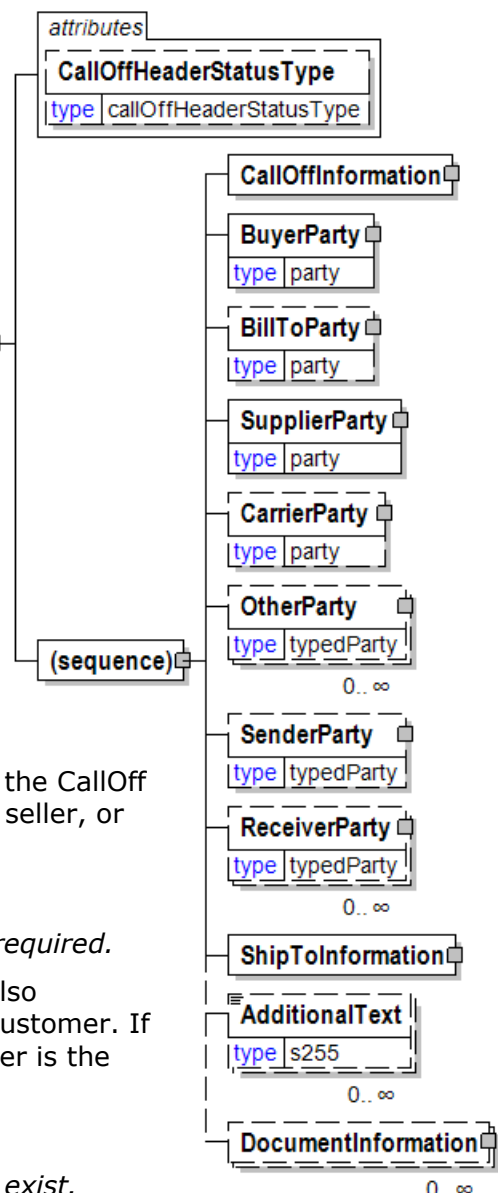 attributes
CallOffHeaderStatusType
type callOffHeaderStatusType
CallOffInformation
BuyerParty
type party
BillToParty
type party
SupplierParty
type party
CarrierParty
type party
OtherParty
type typedParty
0.. ∞
(sequence)
SenderParty
type typedParty
ReceiverParty
type typedParty
0.. ∞
ShipToInformation
AdditionalText
type s255
0.. ∞
DocumentInformation
0.. ∞
the CallOff
seller, or
required.
lso
ustomer. If
er is the
exist.